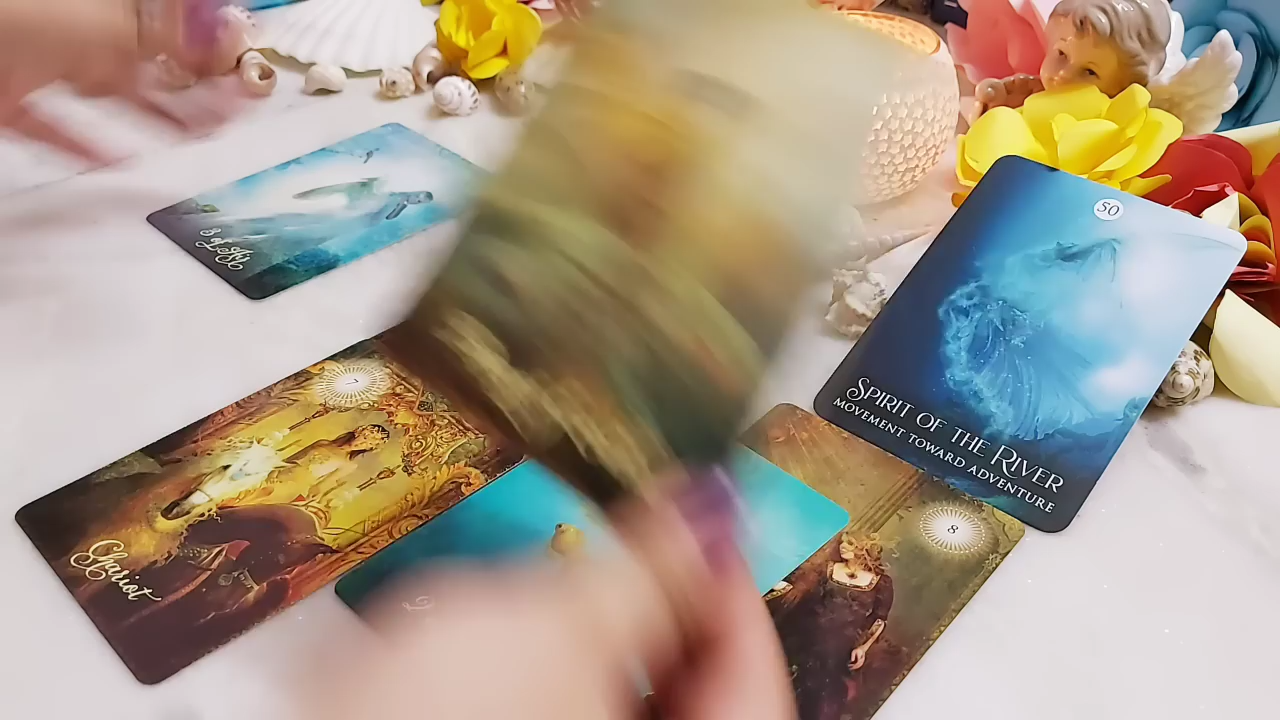 50
SPIRIT OF THE RIVER
MOVEMENT TOWARD ADVENTURE
3 of Air
7
Chariot
8